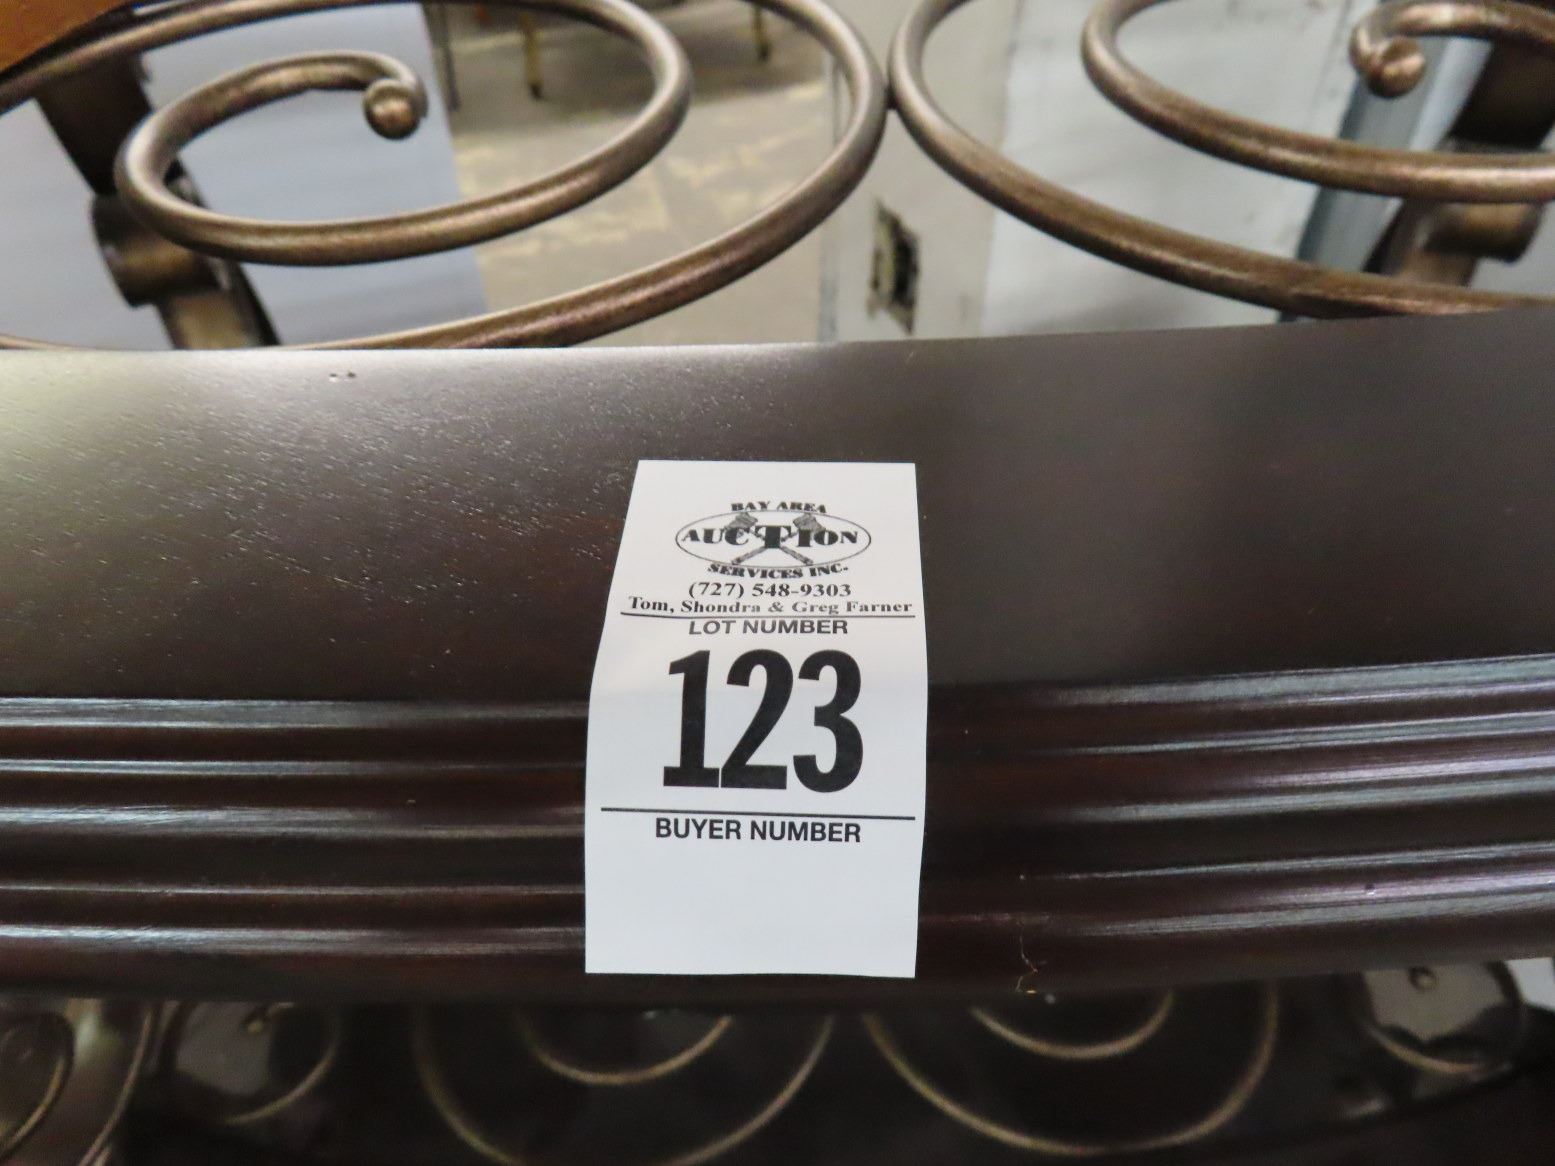 BAY AREA
AUCTION
SERVICES INC.
(727) 548-9303
Tom, Shondra & Greg Farner
LOT NUMBER
123
BUYER NUMBER